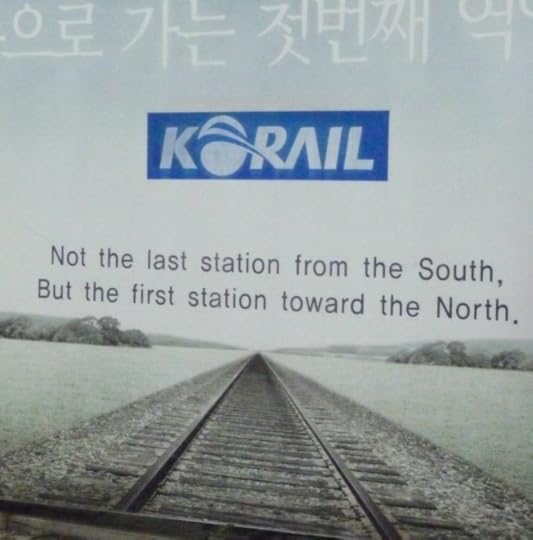 으로 가는 첫번째 역
KORAIL
Not the last station from the South,
But the first station toward the North.